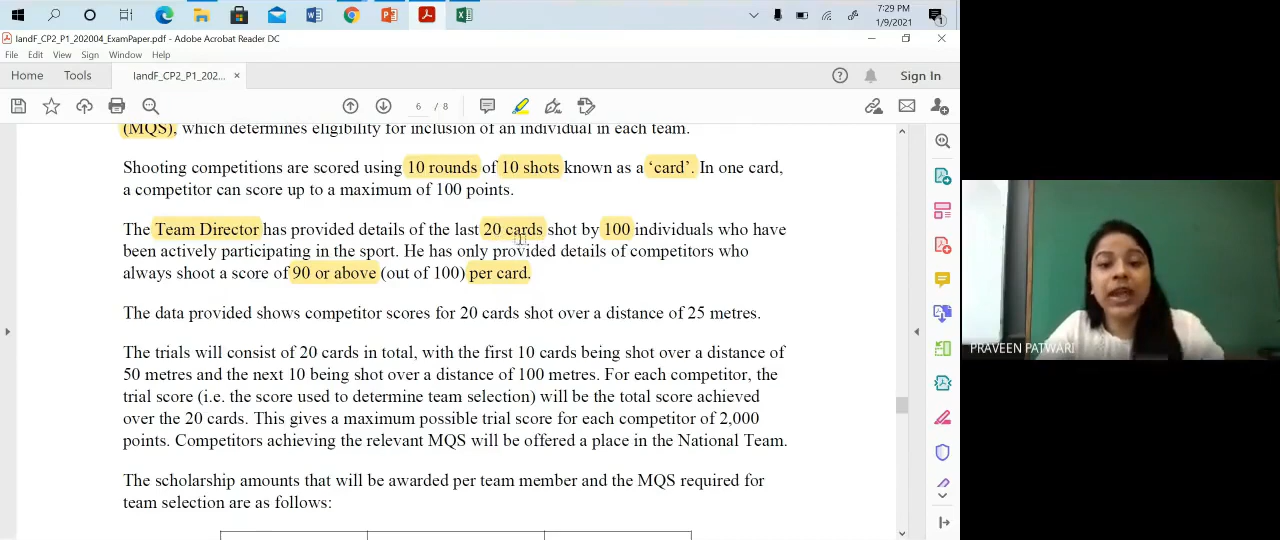 7:29 PM
1/9/2021
IandF_CP2_P1_202004_ExamPaper.pdf - Adobe Acrobat Reader DC
File Edit View Sign Window Help
Home Tools IandF_CP2_P1_202... × Sign In
6 / 8
(MQS), which determines eligibility for inclusion of an individual in each team.
Shooting competitions are scored using 10 rounds of 10 shots known as a ‘card’. In one card,
a competitor can score up to a maximum of 100 points.
The Team Director has provided details of the last 20 cards shot by 100 individuals who have
been actively participating in the sport. He has only provided details of competitors who
always shoot a score of 90 or above (out of 100) per card.
The data provided shows competitor scores for 20 cards shot over a distance of 25 metres.
The trials will consist of 20 cards in total, with the first 10 cards being shot over a distance of
50 metres and the next 10 being shot over a distance of 100 metres. For each competitor, the
trial score (i.e. the score used to determine team selection) will be the total score achieved
over the 20 cards. This gives a maximum possible trial score for each competitor of 2,000
points. Competitors achieving the relevant MQS will be offered a place in the National Team.
The scholarship amounts that will be awarded per team member and the MQS required for
team selection are as follows:
PRAVEEN PATWARI